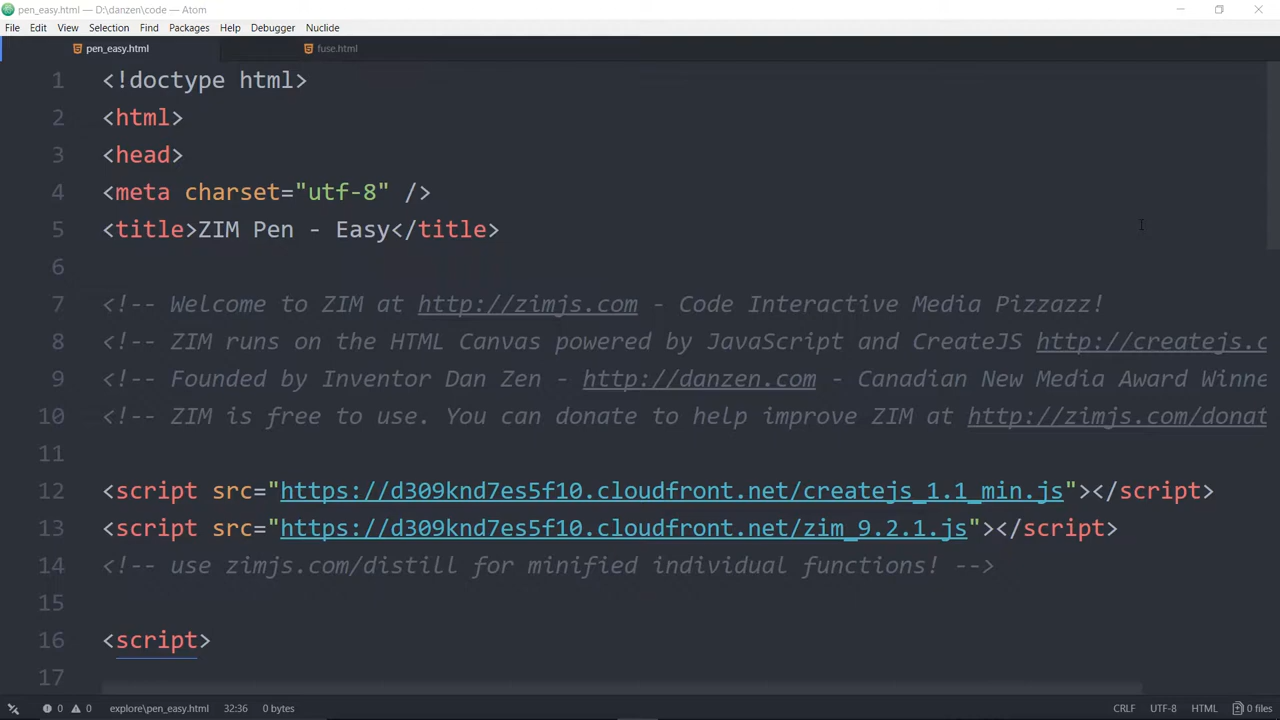 pen_easy.html — D:\danzen\code — Atom
File Edit View Selection Find Packages Help Debugger Nuclide
pen_easy.html fuse.html
1 <!doctype html>
2 <html>
3 <head>
4 <meta charset="utf-8" />
5 <title>ZIM Pen - Easy</title>
6
7 <!-- Welcome to ZIM at http://zimjs.com - Code Interactive Media Pizzazz!
8 <!-- ZIM runs on the HTML Canvas powered by JavaScript and CreateJS http://createjs.c
9 <!-- Founded by Inventor Dan Zen - http://danzen.com - Canadian New Media Award Winne
10 <!-- ZIM is free to use. You can donate to help improve ZIM at http://zimjs.com/donat
11
12 <script src="https://d309knd7es5f10.cloudfront.net/createjs_1.1_min.js"></script>
13 <script src="https://d309knd7es5f10.cloudfront.net/zim_9.2.1.js"></script>
14 <!-- use zimjs.com/distill for minified individual functions! -->
15
16 <script>
17
0 0 explore\pen_easy.html 32:36 0 bytes CRLF UTF-8 HTML 0 files